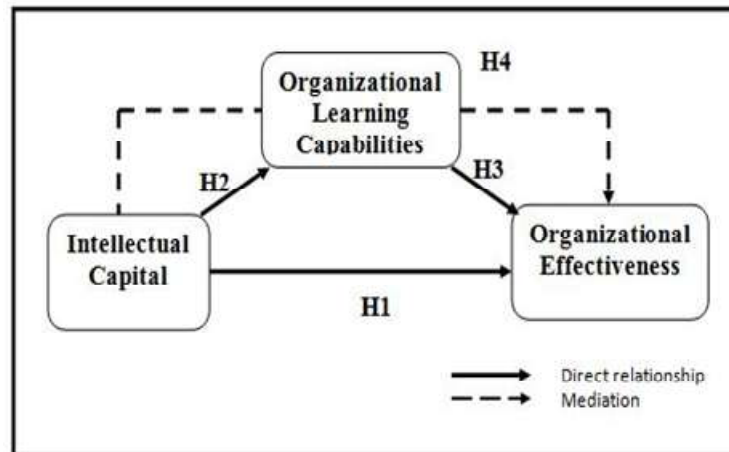 H4
Organizational
Learning
Capabilities
H2
H3
Intellectual
Capital
Organizational
Effectiveness
H1
Direct relationship
Mediation